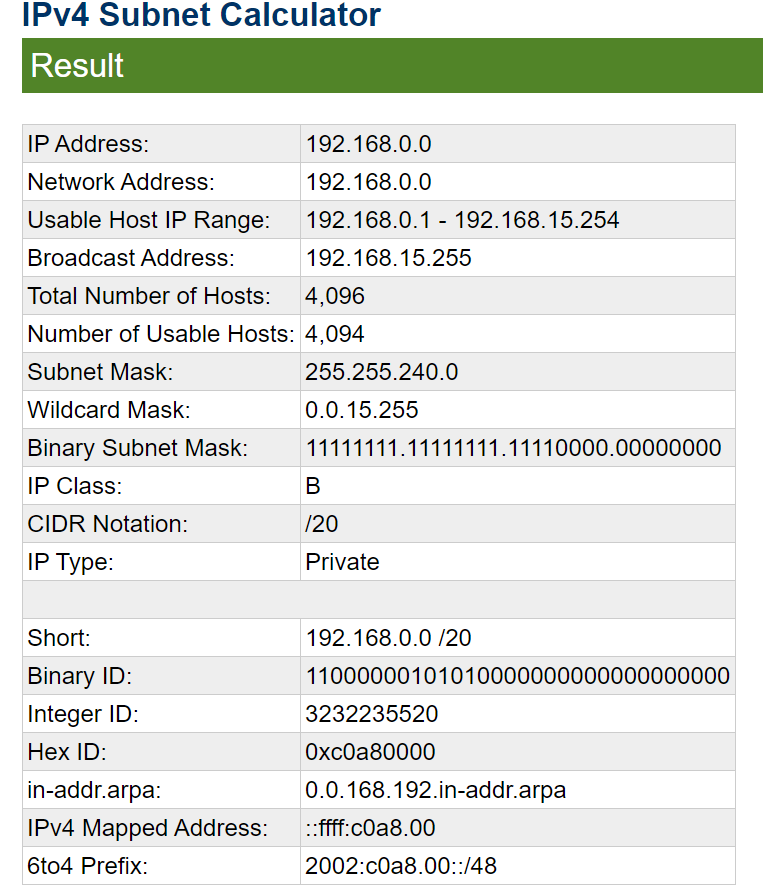 IPv4 Subnet Calculator
Result
IP Address: 192.168.0.0
Network Address: 192.168.0.0
Usable Host IP Range: 192.168.0.1 - 192.168.15.254
Broadcast Address: 192.168.15.255
Total Number of Hosts: 4,096
Number of Usable Hosts: 4,094
Subnet Mask: 255.255.240.0
Wildcard Mask: 0.0.15.255
Binary Subnet Mask: 11111111.11111111.11110000.00000000
IP Class: B
CIDR Notation: /20
IP Type: Private
Short: 192.168.0.0 /20
Binary ID: 11000000101010000000000000000000
Integer ID: 3232235520
Hex ID: 0xc0a80000
in-addr.arpa: 0.0.168.192.in-addr.arpa
IPv4 Mapped Address: ::ffff:c0a8.00
6to4 Prefix: 2002:c0a8.00::/48